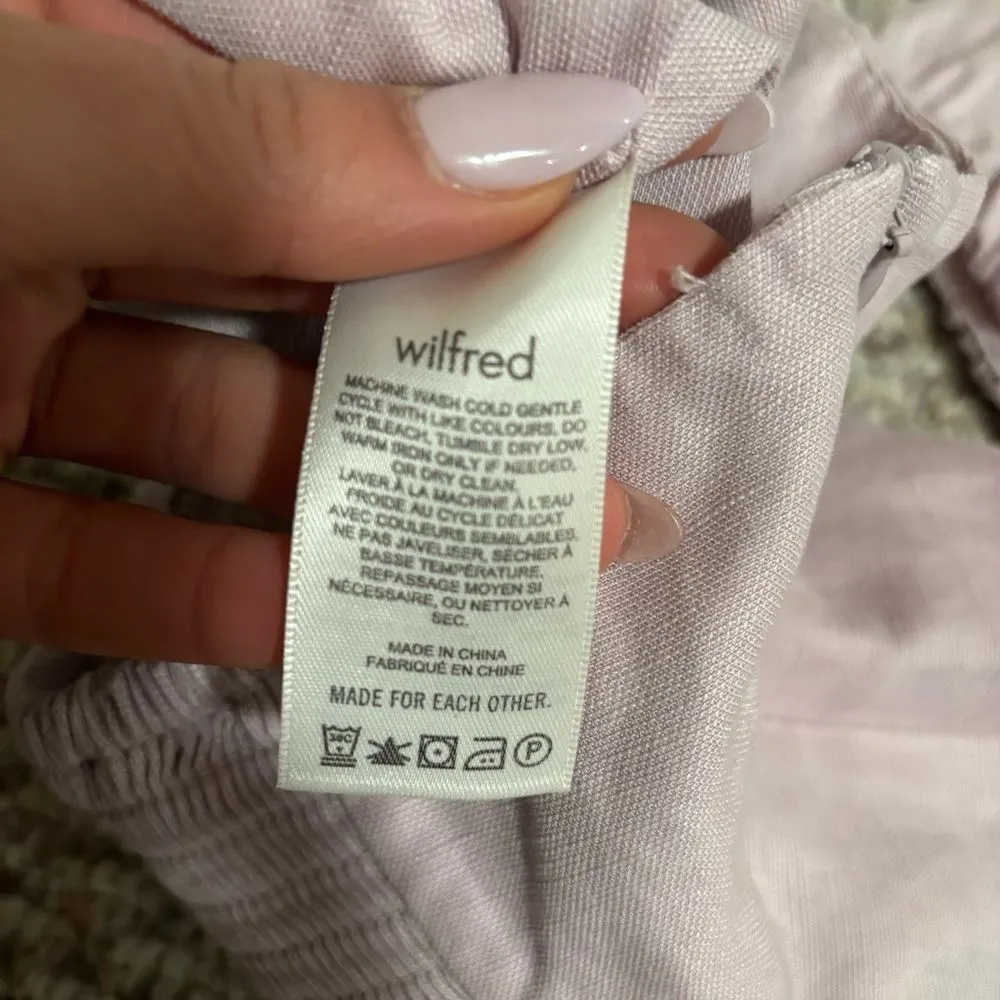 wilfred
MACHINE WASH COLD GENTLE
CYCLE WITH LIKE COLOURS, DO
NOT BLEACH, TUMBLE DRY LOW,
WARM IRON ONLY IF NEEDED,
OR DRY CLEAN.
LAVER À LA MACHINE À L'EAU
FROIDE AU CYCLE DÉLICAT
AVEC COULEURS SEMBLABLES,
NE PAS JAVELISER, SÉCHER À
BASSE TEMPÉRATURE,
REPASSAGE MOYEN SI
NÉCESSAIRE, OU NETTOYER À
SEC.
MADE IN CHINA
FABRIQUÉ EN CHINE
MADE FOR EACH OTHER.
30C P